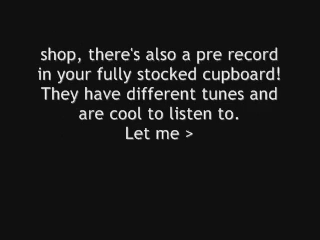 shop, there's also a pre record
in your fully stocked cupboard!
They have different tunes and
are cool to listen to.
Let me >